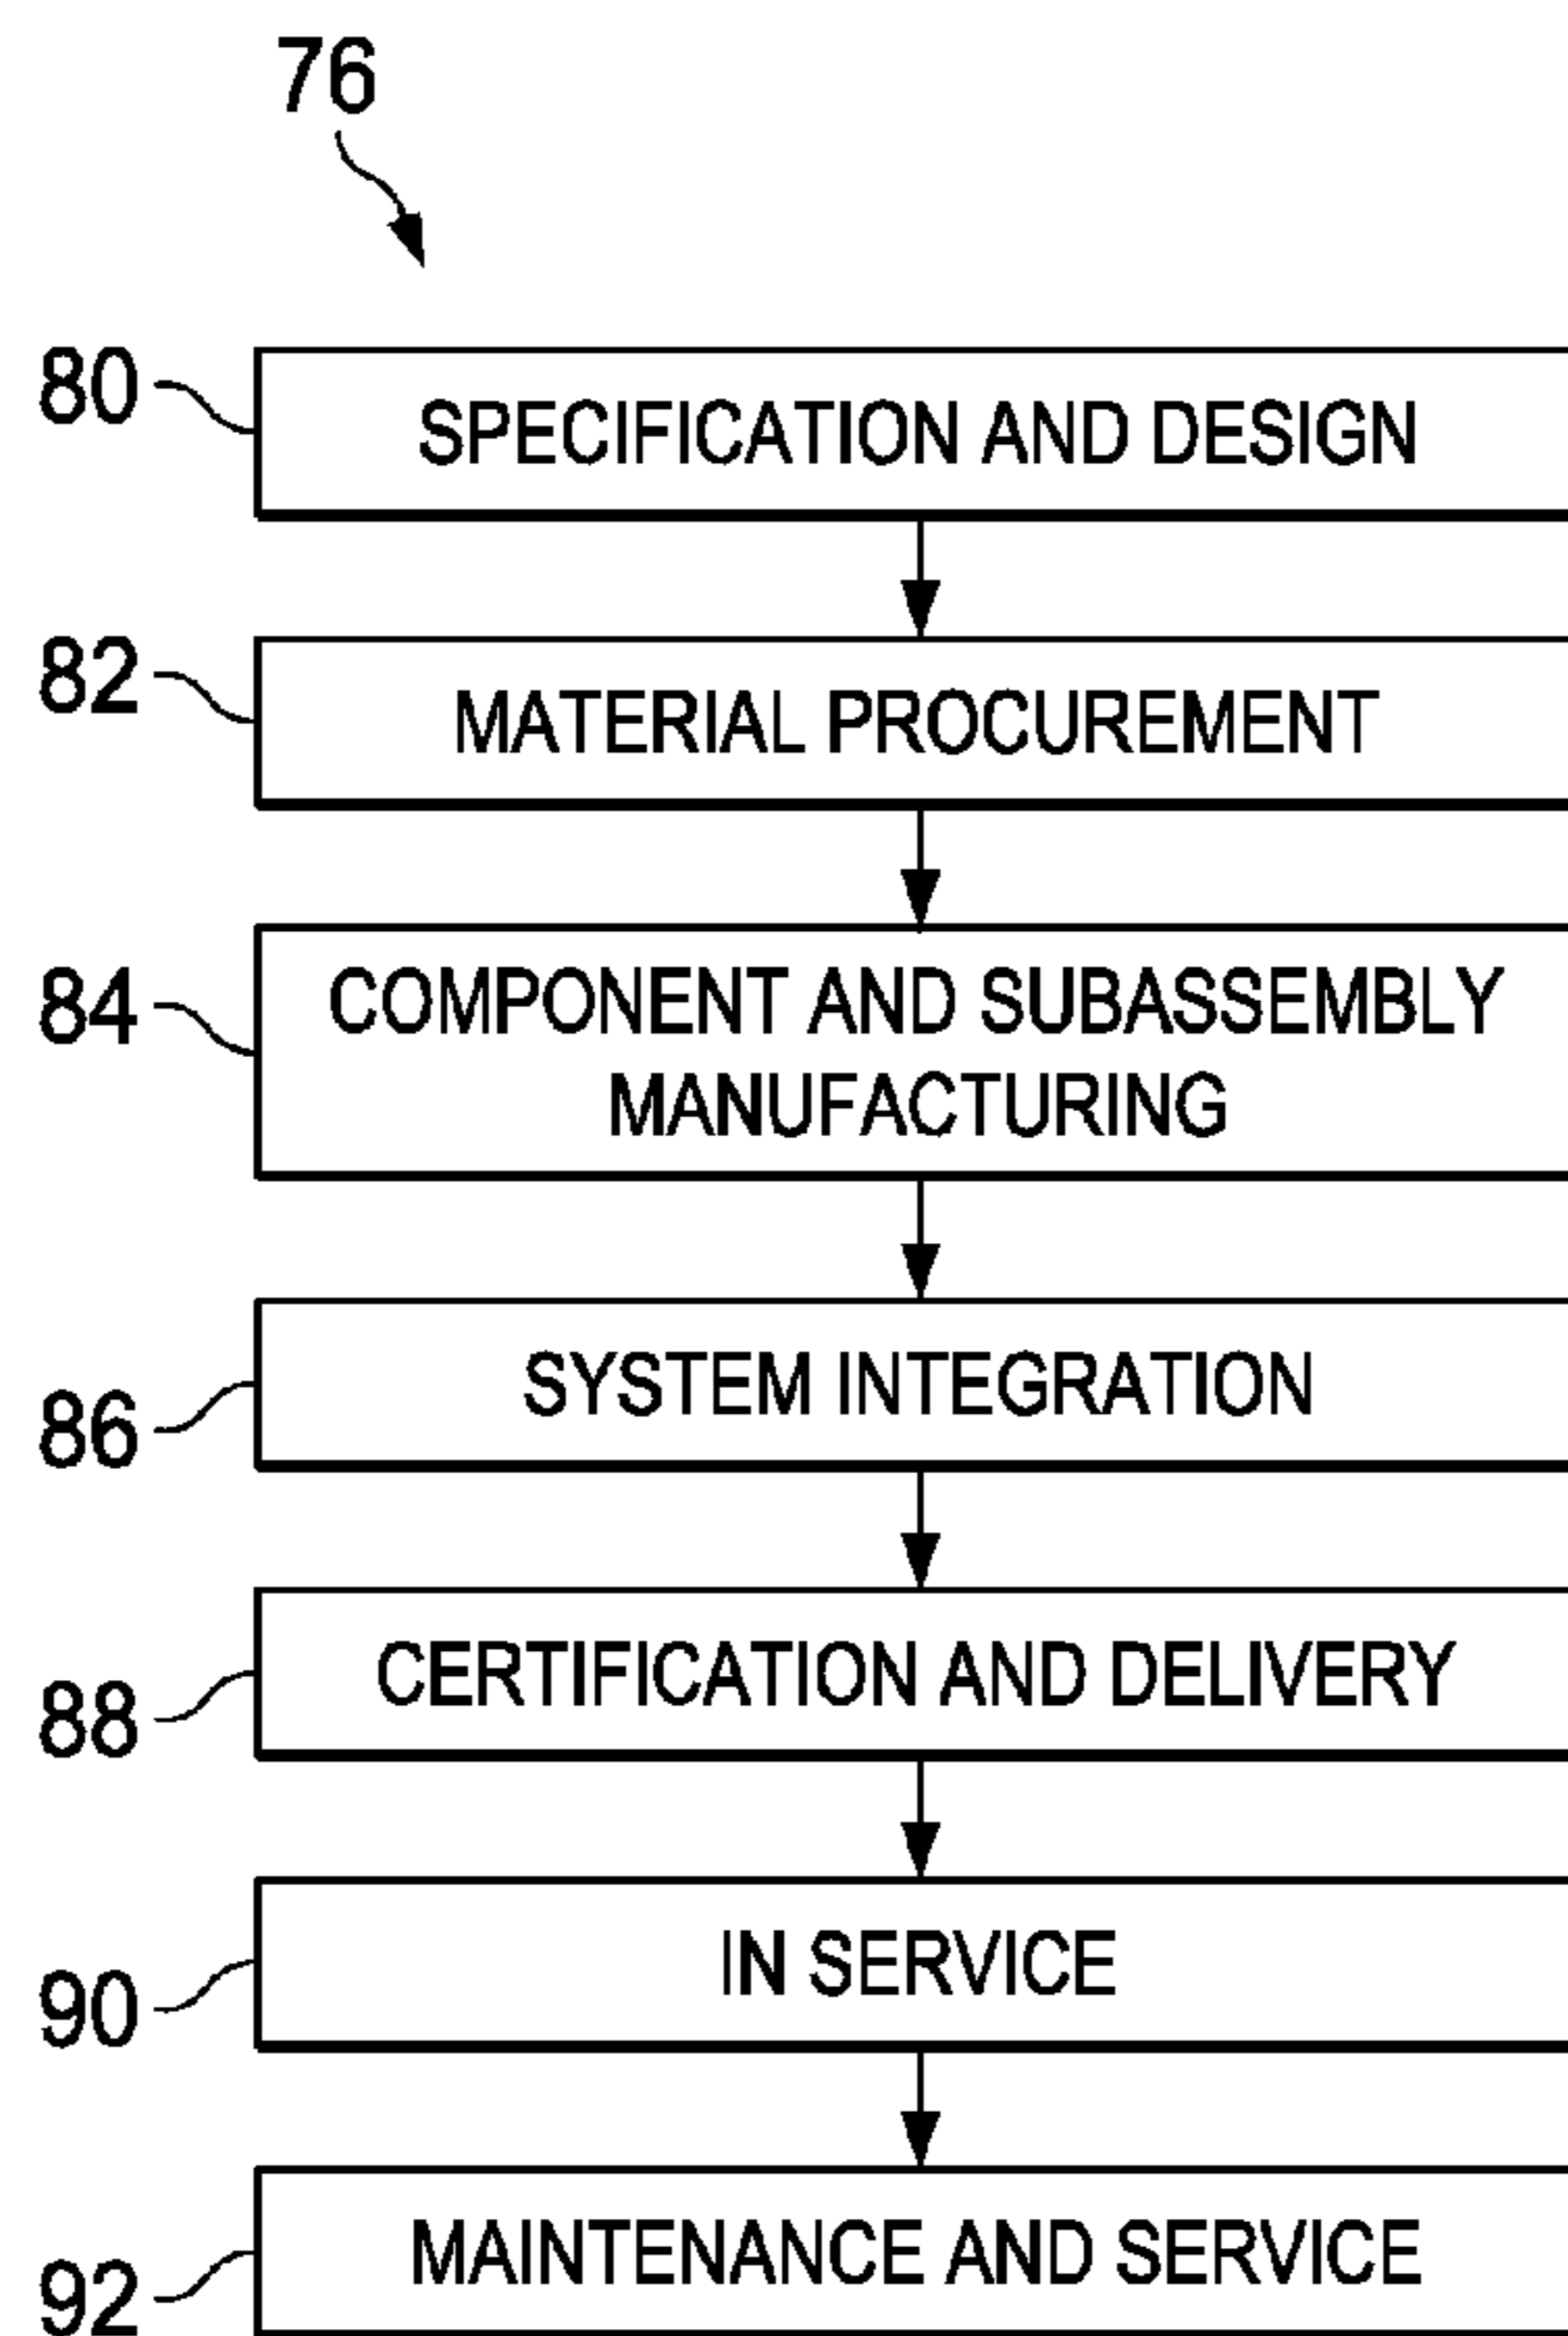 76
80
SPECIFICATION AND DESIGN
82
MATERIAL PROCUREMENT
84
COMPONENT AND SUBASSEMBLY
MANUFACTURING
86
SYSTEM INTEGRATION
88
CERTIFICATION AND DELIVERY
90
IN SERVICE
92
MAINTENANCE AND SERVICE